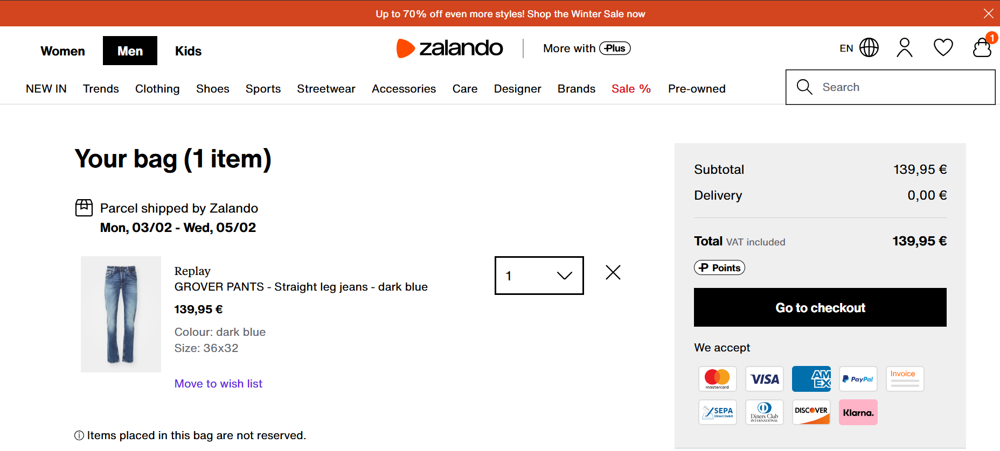 Up to 70% off even more styles! Shop the Winter Sale now
Women Men Kids
zalando
More with Plus
EN
1
NEW IN Trends Clothing Shoes Sports Streetwear Accessories Care Designer Brands Sale % Pre-owned
Search
Your bag (1 item)
Parcel shipped by Zalando
Mon, 03/02 - Wed, 05/02
Replay
GROVER PANTS - Straight leg jeans - dark blue
139,95 €
Colour: dark blue
Size: 36x32
Move to wish list
1
Items placed in this bag are not reserved.
Subtotal 139,95 €
Delivery 0,00 €
Total VAT included 139,95 €
P Points
Go to checkout
We accept
mastercard
VISA
AM
EX
PayPal
Invoice
SEPA
Direct Debit
Diners Club
INTERNATIONAL
DISCOVER
Klarna.